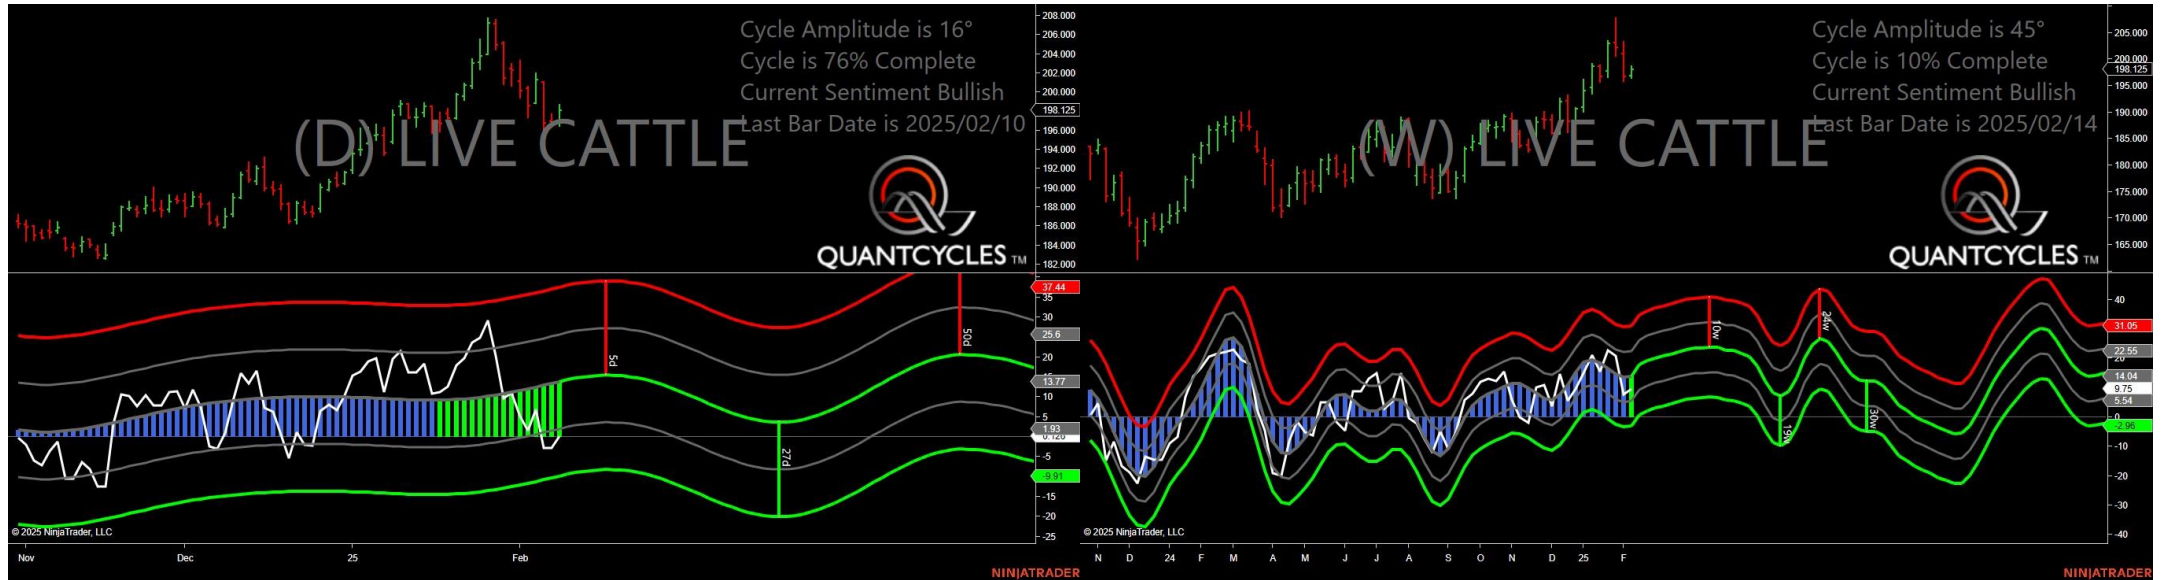 Cycle Amplitude is 16°
Cycle is 76% Complete
Current Sentiment Bullish
Last Bar Date is 2025/02/10
(D) LIVE CATTLE
QUANTCYCLES TM
208.000
206.000
204.000
202.000
200.000
198.125
196.000
194.000
192.000
190.000
188.000
186.000
184.000
182.000
37.44
35
30
25.6
20
13.77
10
5
1.93
-5
-9.91
-15
-20
-25
5d
27d
50d
© 2025 NinjaTrader, LLC
Nov Dec 25 Feb
NINJATRADER
Cycle Amplitude is 45°
Cycle is 10% Complete
Current Sentiment Bullish
Last Bar Date is 2025/02/14
(W) LIVE CATTLE
QUANTCYCLES TM
205.000
200.000
198.125
195.000
190.000
185.000
180.000
175.000
170.000
165.000
40
31.05
22.55
20
14.04
9.75
5.54
0
-2.96
-10
-20
-30
-40
10w
19w
24w
30w
© 2025 NinjaTrader, LLC
N D 24 F M A M J J A S O N D 25 F
NINJATRADER